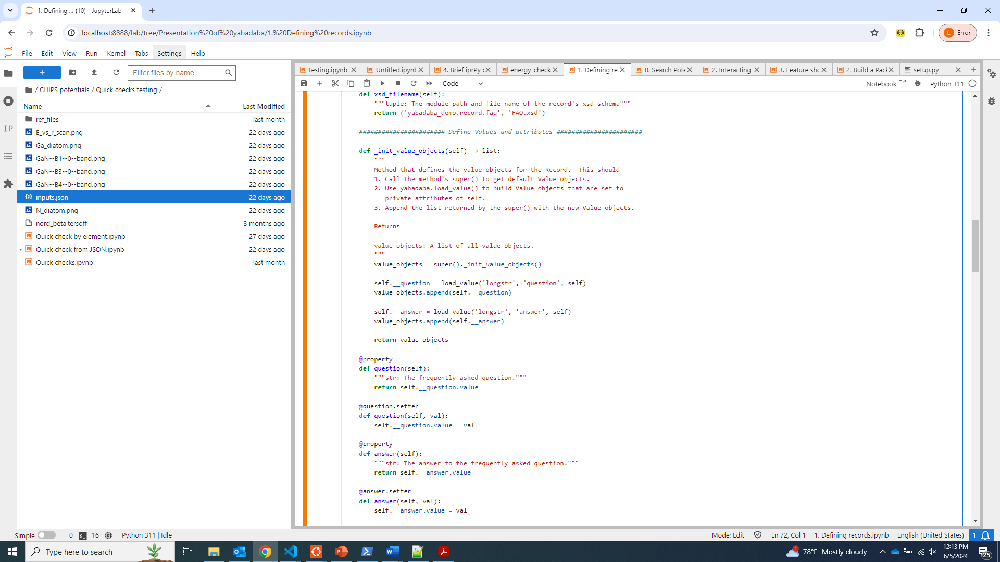 1. Defining ... (10) - JupyterLab
localhost:8888/lab/tree/Presentation%20of%20yabadaba/1.%20Defining%20records.ipynb
L Error
File Edit View Run Kernel Tabs Settings Help
Filter files by name
/ CHIPS potentials / Quick checks testing /
Name Last Modified
ref_files last month
E_vs_r_scan.png 22 days ago
Ga_diatom.png 22 days ago
GaN--B1--0--band.png 22 days ago
GaN--B3--0--band.png 22 days ago
GaN--B4--0--band.png 22 days ago
inputs.json 22 days ago
N_diatom.png 22 days ago
nord_beta.tersoff 3 months ago
Quick check by element.ipynb 27 days ago
Quick check from JSON.ipynb 22 days ago
Quick checks.ipynb last month
IP
testing.ipynb Untitled.ipynb 4. Brief iprPy energy_check 1. Defining re 0. Search Pote 2. Interacting 3. Feature sho 2. Build a Pack setup.py
Code Notebook Python 311
def xsd_filename(self):
"""tuple: The module path and file name of the record's xsd schema"""
return ('yabadaba_demo.record.faq', 'FAQ.xsd')
####################### Define Values and attributes #######################
def _init_value_objects(self) -> list:
"""
Method that defines the value objects for the Record.  This should
1. Call the method's super() to get default Value objects.
2. Use yabadaba.load_value() to build Value objects that are set to
private attributes of self.
3. Append the list returned by the super() with the new Value objects.
Returns
-------
value_objects: A list of all value objects.
"""
value_objects = super()._init_value_objects()
self.__question = load_value('longstr', 'question', self)
value_objects.append(self.__question)
self.__answer = load_value('longstr', 'answer', self)
value_objects.append(self.__answer)
return value_objects
@property
def question(self):
"""str: The frequently asked question."""
return self.__question.value
@question.setter
def question(self, val):
self.__question.value = val
@property
def answer(self):
"""str: The answer to the frequently asked question."""
return self.__answer.value
@answer.setter
def answer(self, val):
self.__answer.value = val
Simple 0 16 Python 311 | Idle Mode: Edit Ln 72, Col 1 1. Defining records.ipynb English (United States) 1
Type here to search 1 78°F Mostly cloudy 12:13 PM
6/5/2024
25